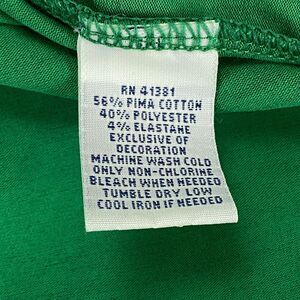 RN 41381
56% PIMA COTTON
40% POLYESTER
4% ELASTANE
EXCLUSIVE OF
DECORATION
MACHINE WASH COLD
ONLY NON-CHLORINE
BLEACH WHEN NEEDED
TUMBLE DRY LOW
COOL IRON IF NEEDED